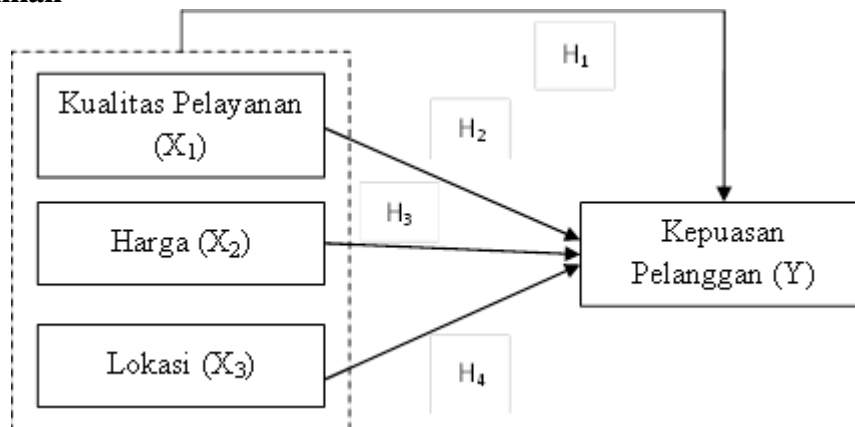 H₁
Kualitas Pelayanan
(X₁)
H₂
Harga (X₂)
H₃
Kepuasan
Pelanggan (Y)
Lokasi (X₃)
H₄